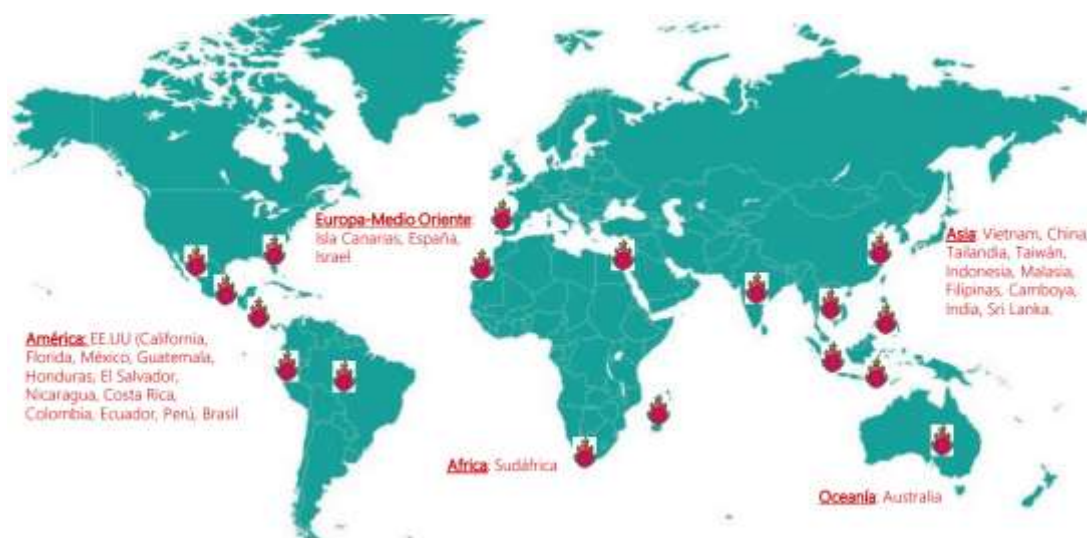 Europa-Medio Oriente:
Isla Canarias, España,
Israel
Asia: Vietnam, China,
Tailandia, Taiwán,
Indonesia, Malasia,
Filipinas, Camboya,
India, Sri Lanka.
América: EE.UU (California,
Florida, México, Guatemala,
Honduras, El Salvador,
Nicaragua, Costa Rica,
Colombia, Ecuador, Perú, Brasil
Africa: Sudáfrica
Oceanía: Australia